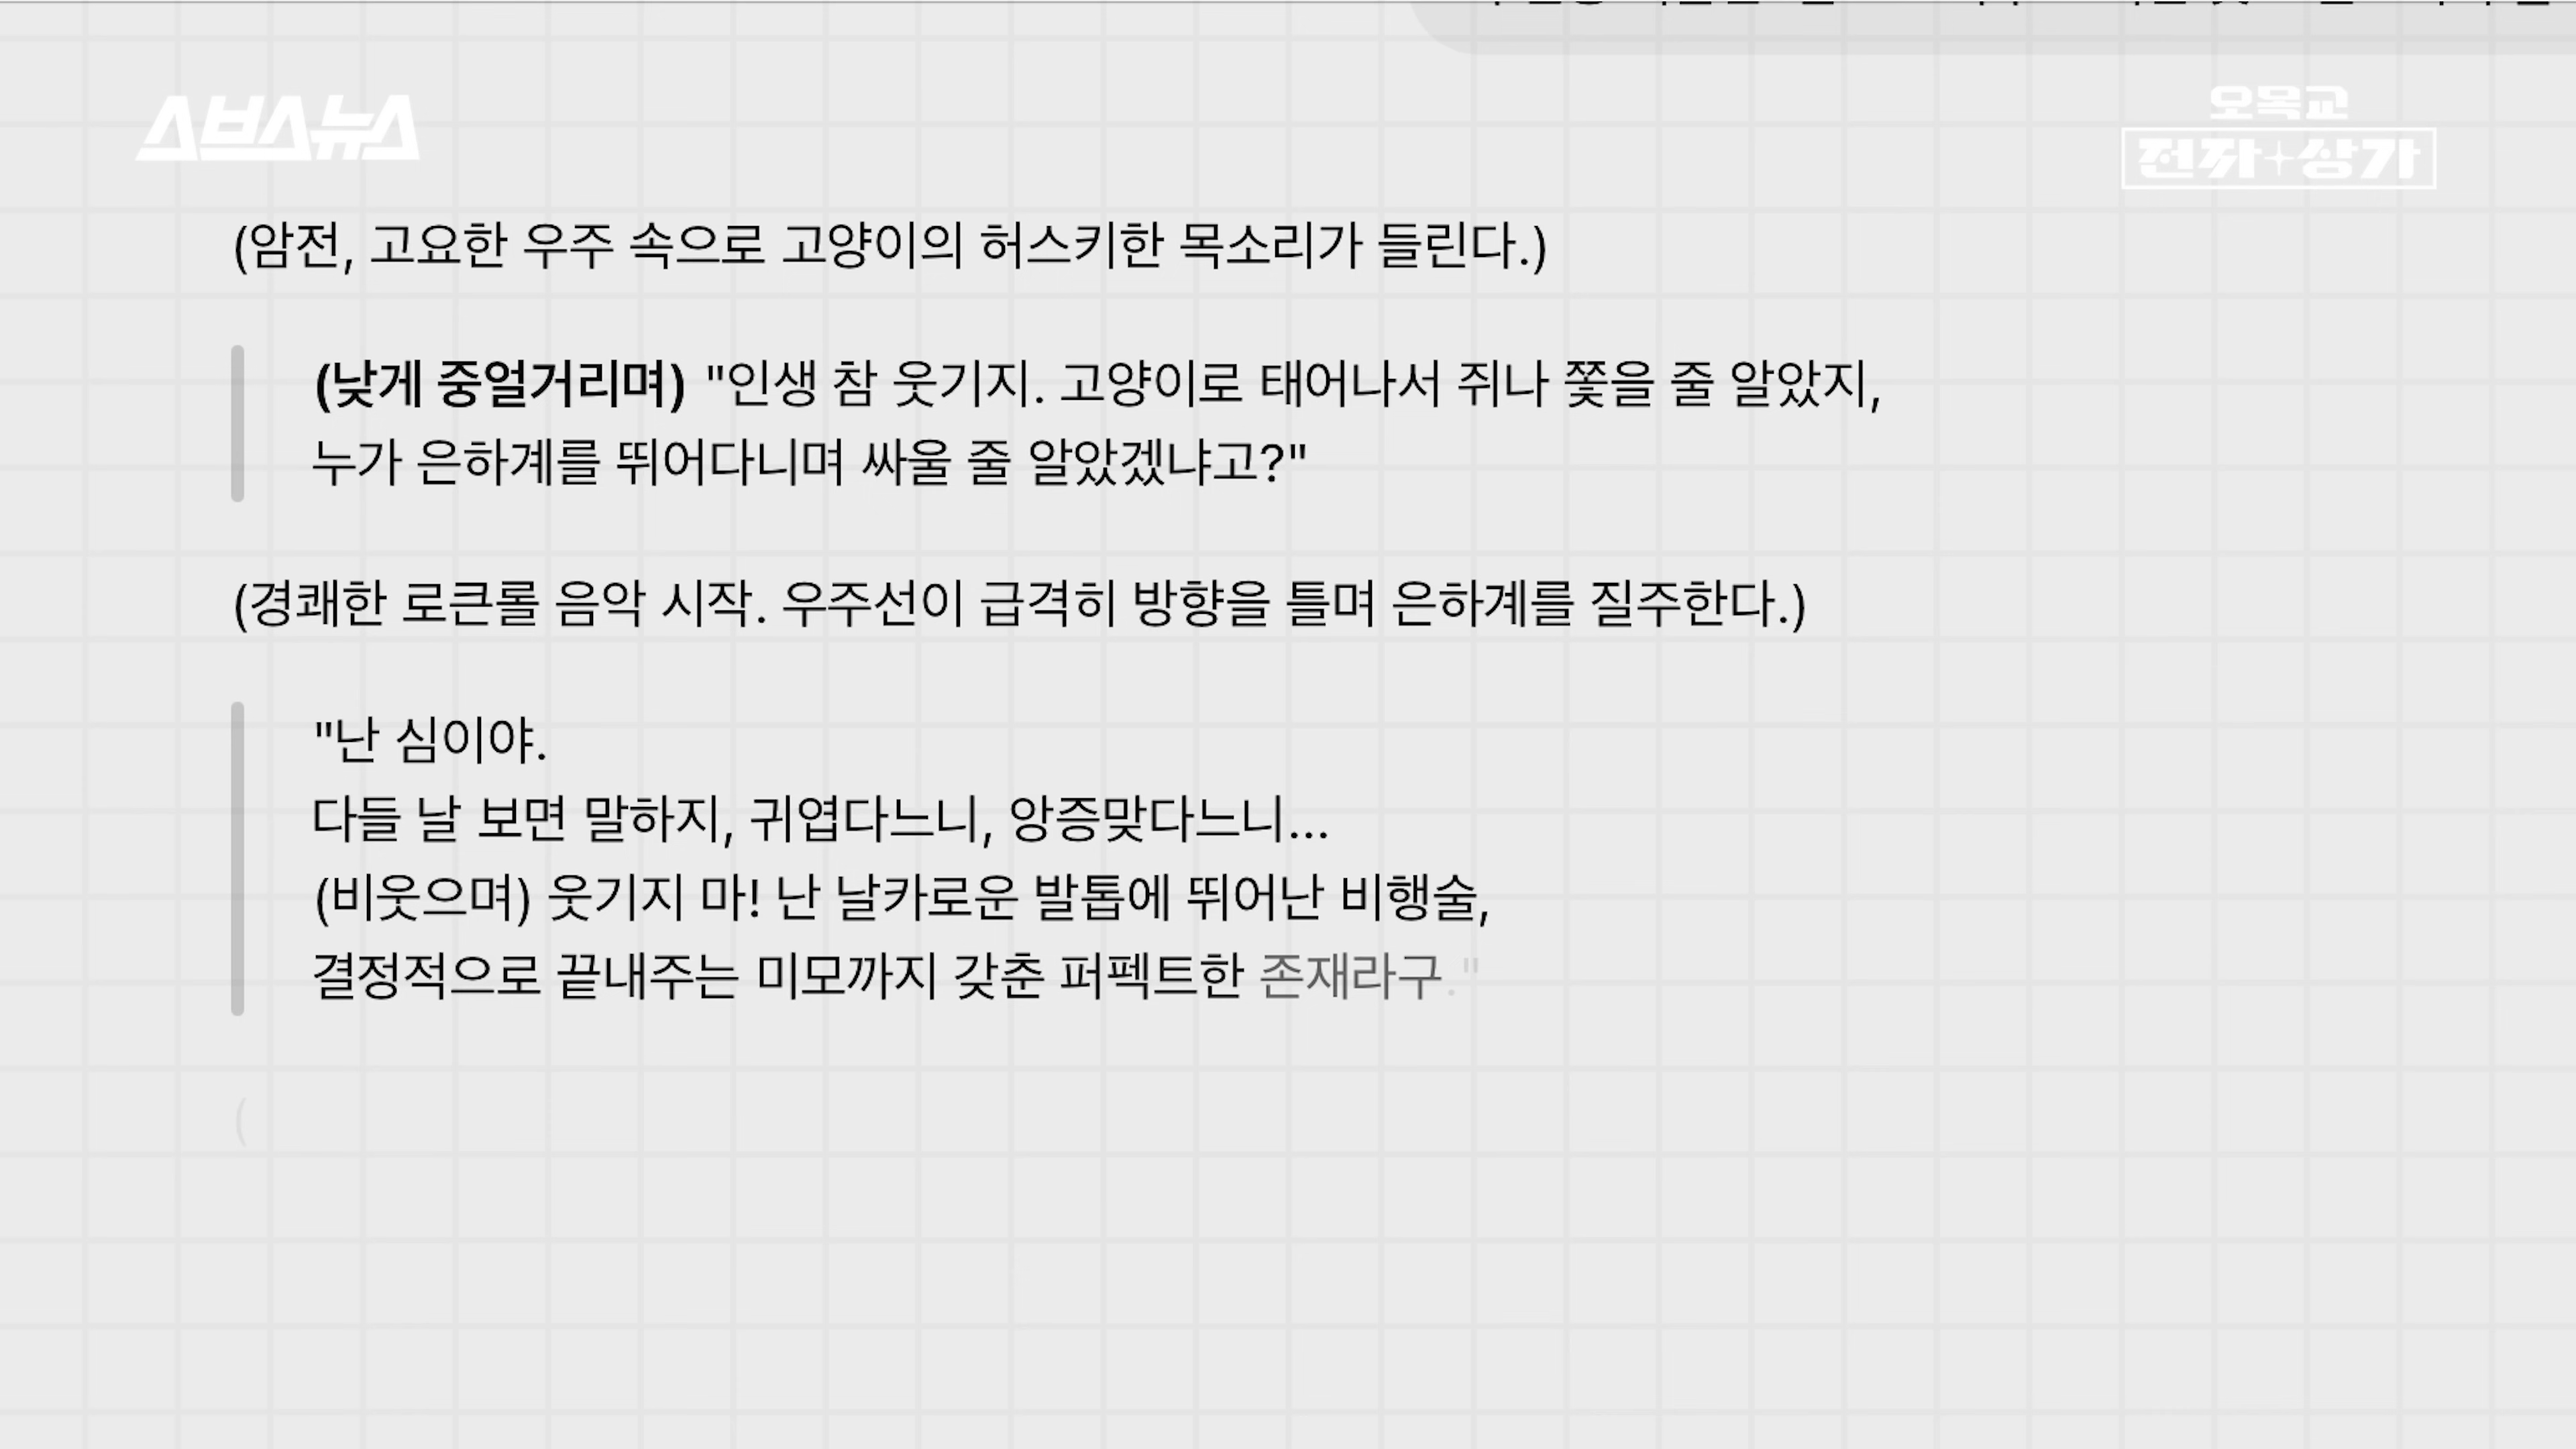 스브스뉴스
오목교
전자상가
(암전, 고요한 우주 속으로 고양이의 허스키한 목소리가 들린다.)
(낮게 중얼거리며) "인생 참 웃기지. 고양이로 태어나서 쥐나 쫓을 줄 알았지,
누가 은하계를 뛰어다니며 싸울 줄 알았겠냐고?"
(경쾌한 로큰롤 음악 시작. 우주선이 급격히 방향을 틀며 은하계를 질주한다.)
"난 심이야.
다들 날 보면 말하지, 귀엽다느니, 앙증맞다느니...
(비웃으며) 웃기지 마! 난 날카로운 발톱에 뛰어난 비행술,
결정적으로 끝내주는 미모까지 갖춘 퍼펙트한 존재라구."
(